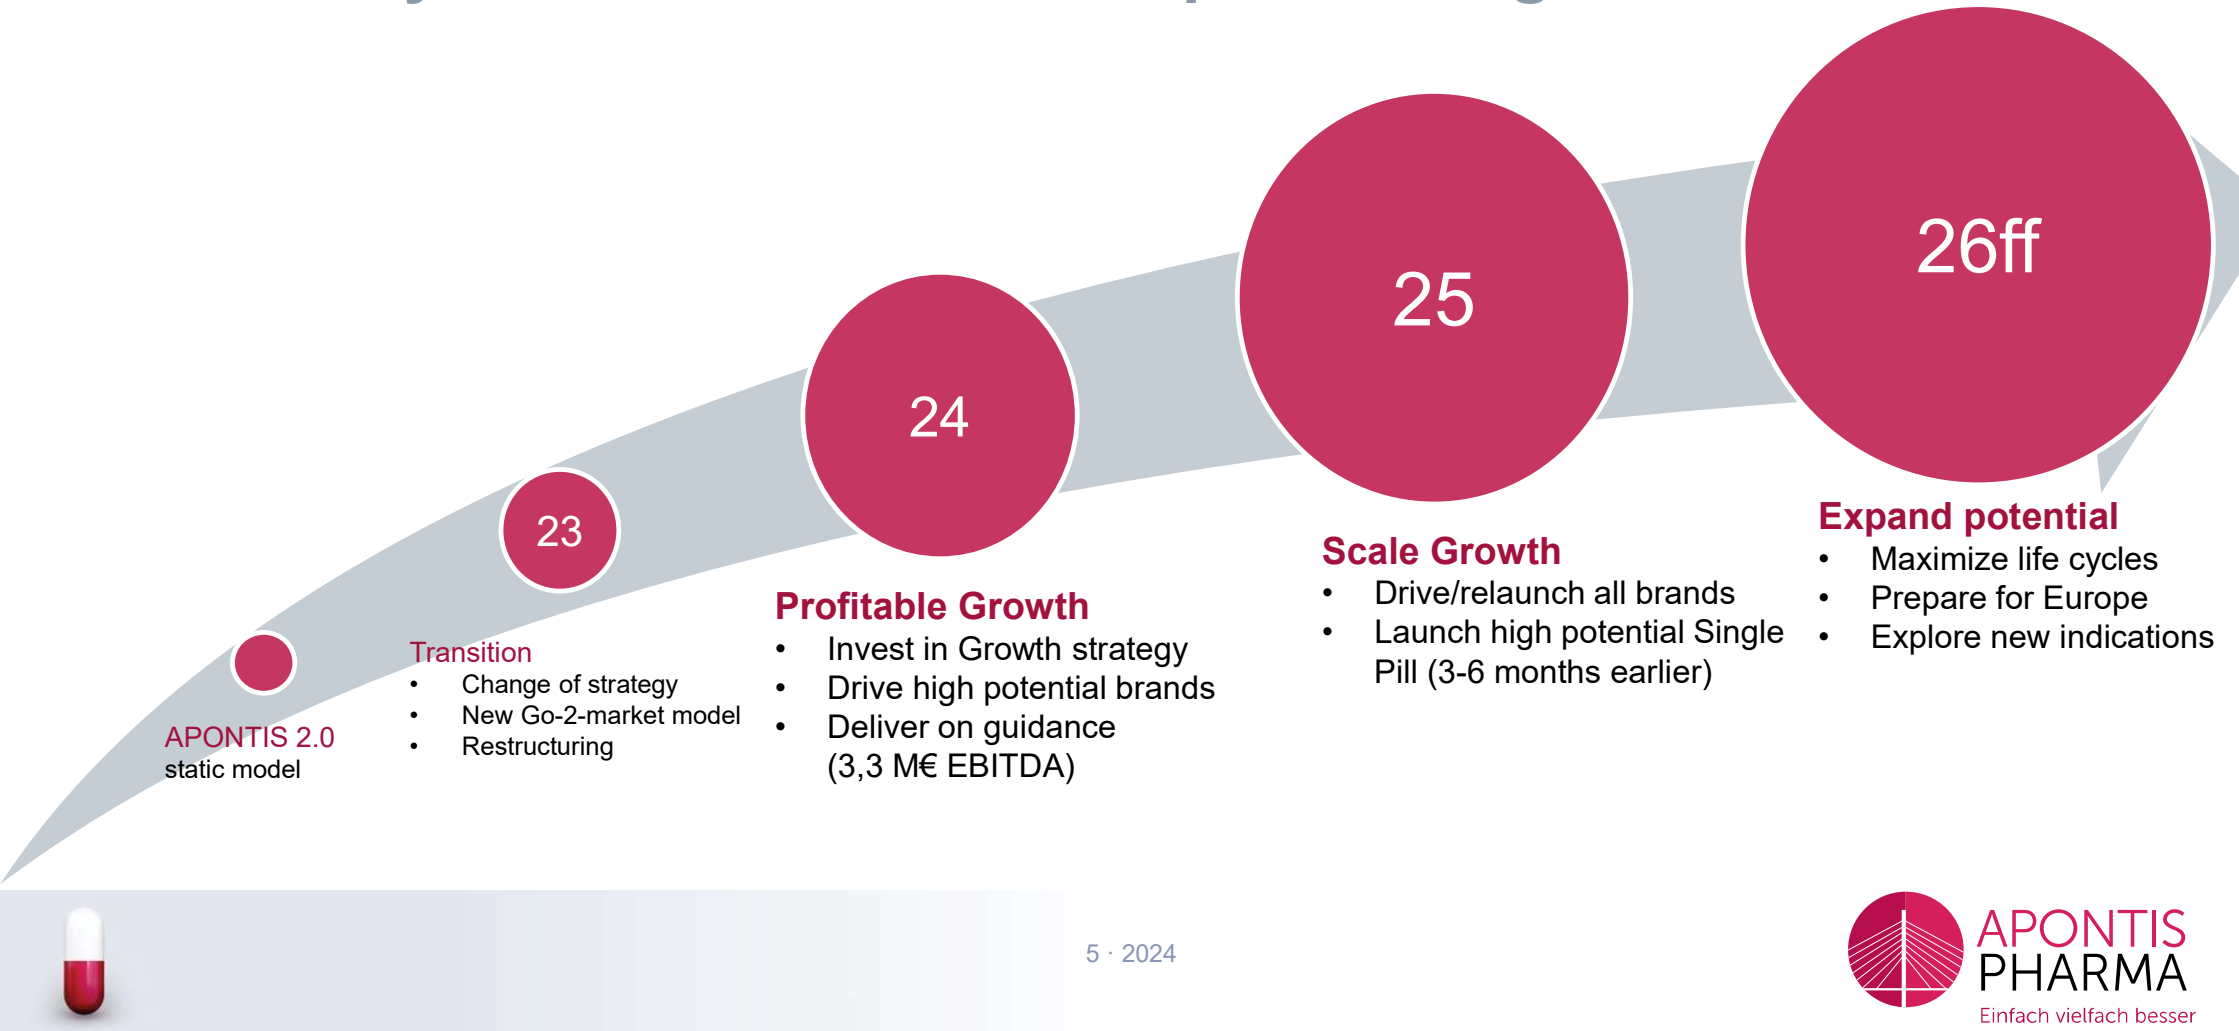 23
24
25
26ff
APONTIS 2.0
static model
Transition
• Change of strategy
• New Go-2-market model
• Restructuring
Profitable Growth
• Invest in Growth strategy
• Drive high potential brands
• Deliver on guidance
(3,3 M€ EBITDA)
Scale Growth
• Drive/relaunch all brands
• Launch high potential Single
Pill (3-6 months earlier)
Expand potential
• Maximize life cycles
• Prepare for Europe
• Explore new indications
5 · 2024
APONTIS
PHARMA
Einfach vielfach besser